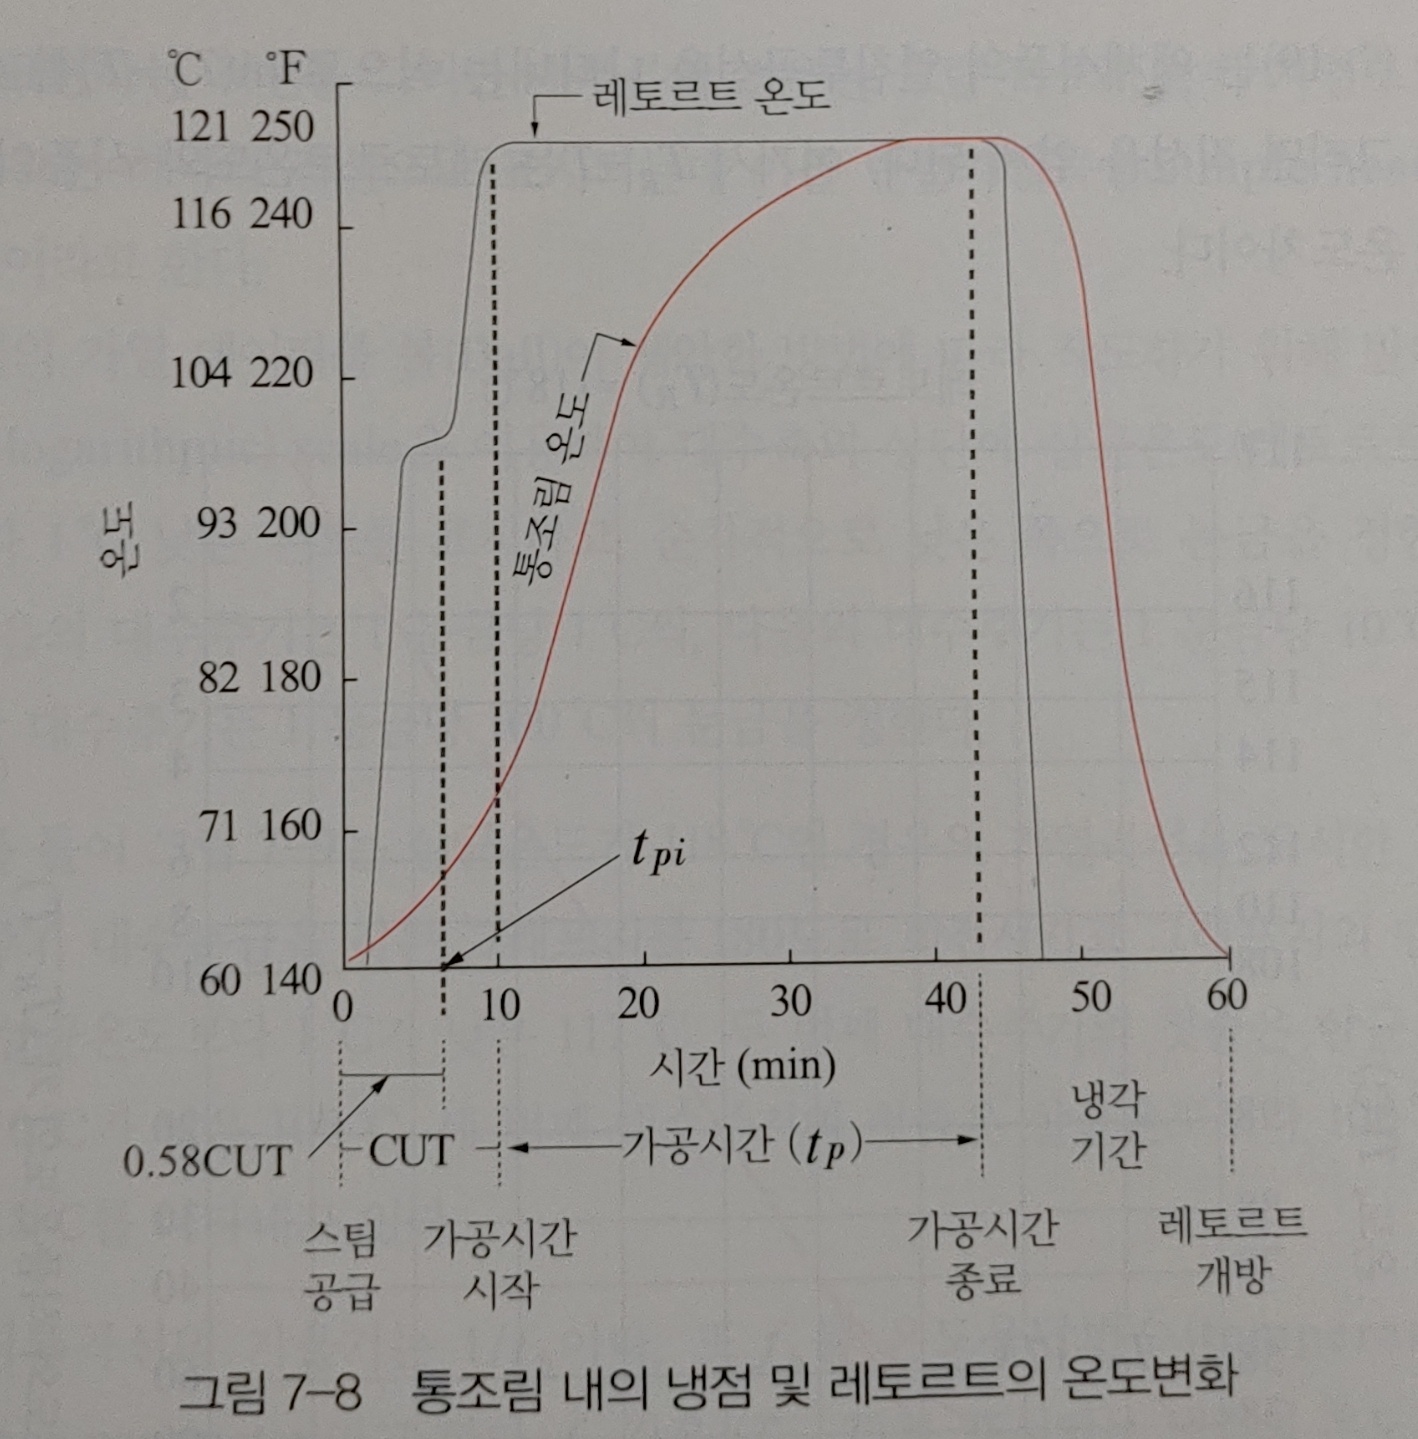 ℃ °F
레토르트 온도
121 250
116 240
104 220
93 200
82 180
71 160
60 140
온도
통조림 온도
tpi
0 10 20 30 40 50 60
시간 (min)
냉각
기간
0.58CUT
CUT
가공시간 (tp)
스팀
공급
가공시간
시작
가공시간
종료
레토르트
개방
그림 7–8 통조림 내의 냉점 및 레토르트의 온도변화